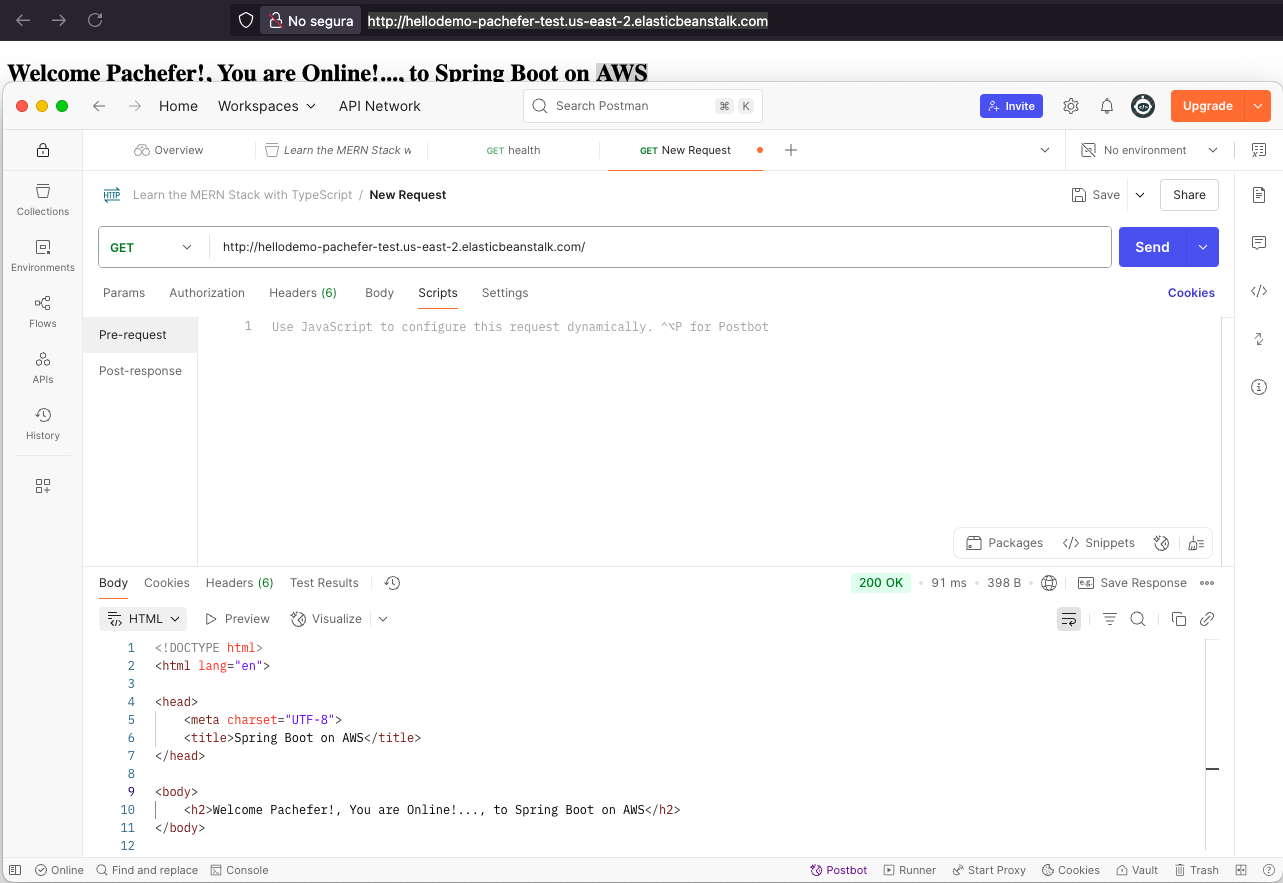 No segura http://hellodemo-pachefer-test.us-east-2.elasticbeanstalk.com
Welcome Pachefer!, You are Online!..., to Spring Boot on AWS
Home Workspaces API Network Search Postman ⌘ K Invite Upgrade
Overview Learn the MERN Stack w GET health GET New Request No environment
HTTP Learn the MERN Stack with TypeScript / New Request Save Share
Collections
Environments
Flows
APIs
History
GET http://hellodemo-pachefer-test.us-east-2.elasticbeanstalk.com/ Send
Params Authorization Headers (6) Body Scripts Settings Cookies
Pre-request
Post-response
1 Use JavaScript to configure this request dynamically. ^⌥P for Postbot
Packages </> Snippets
Body Cookies Headers (6) Test Results 200 OK • 91 ms • 398 B • e.g. Save Response
HTML Preview Visualize
1 <!DOCTYPE html>
2 <html lang="en">
3
4 <head>
5 <meta charset="UTF-8">
6 <title>Spring Boot on AWS</title>
7 </head>
8
9 <body>
10 <h2>Welcome Pachefer!, You are Online!..., to Spring Boot on AWS</h2>
11 </body>
12
Online Find and replace Console Postbot Runner Start Proxy Cookies Vault Trash